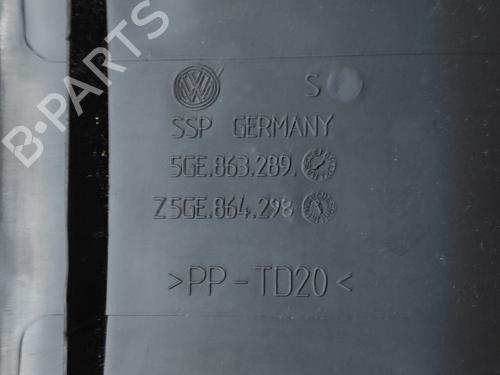 B-PARTS
S
SSP GERMANY
5GE.863.289.
Z5GE.864.298
>PP-TD20<